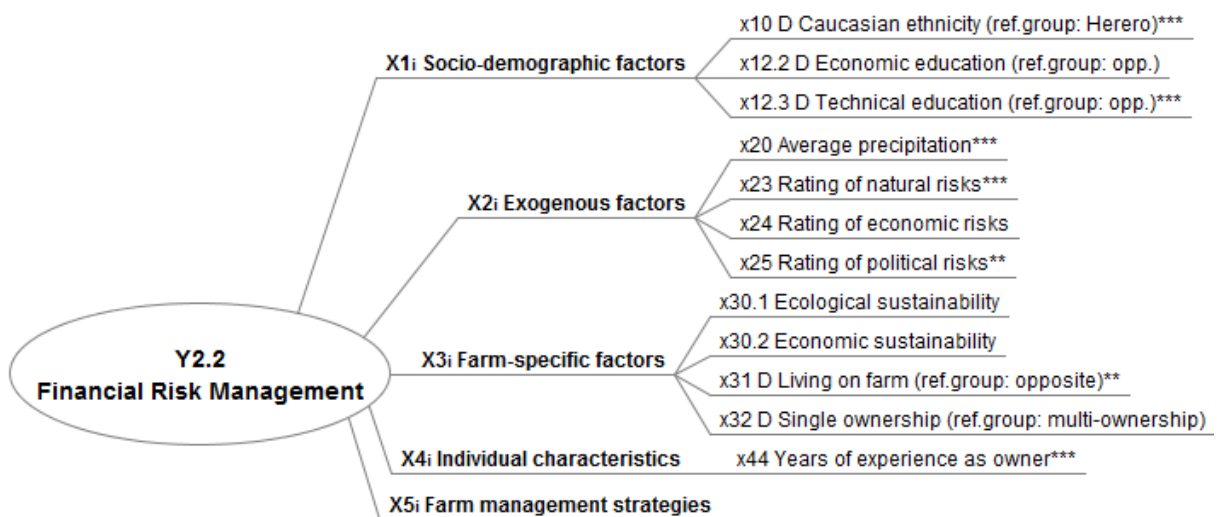 X1i Socio-demographic factors
x10 D Caucasian ethnicity (ref.group: Herero)***
x12.2 D Economic education (ref.group: opp.)
x12.3 D Technical education (ref.group: opp.)***
X2i Exogenous factors
x20 Average precipitation***
x23 Rating of natural risks***
x24 Rating of economic risks
x25 Rating of political risks**
Y2.2
Financial Risk Management
X3i Farm-specific factors
x30.1 Ecological sustainability
x30.2 Economic sustainability
x31 D Living on farm (ref.group: opposite)**
x32 D Single ownership (ref.group: multi-ownership)
X4i Individual characteristics
x44 Years of experience as owner***
X5i Farm management strategies